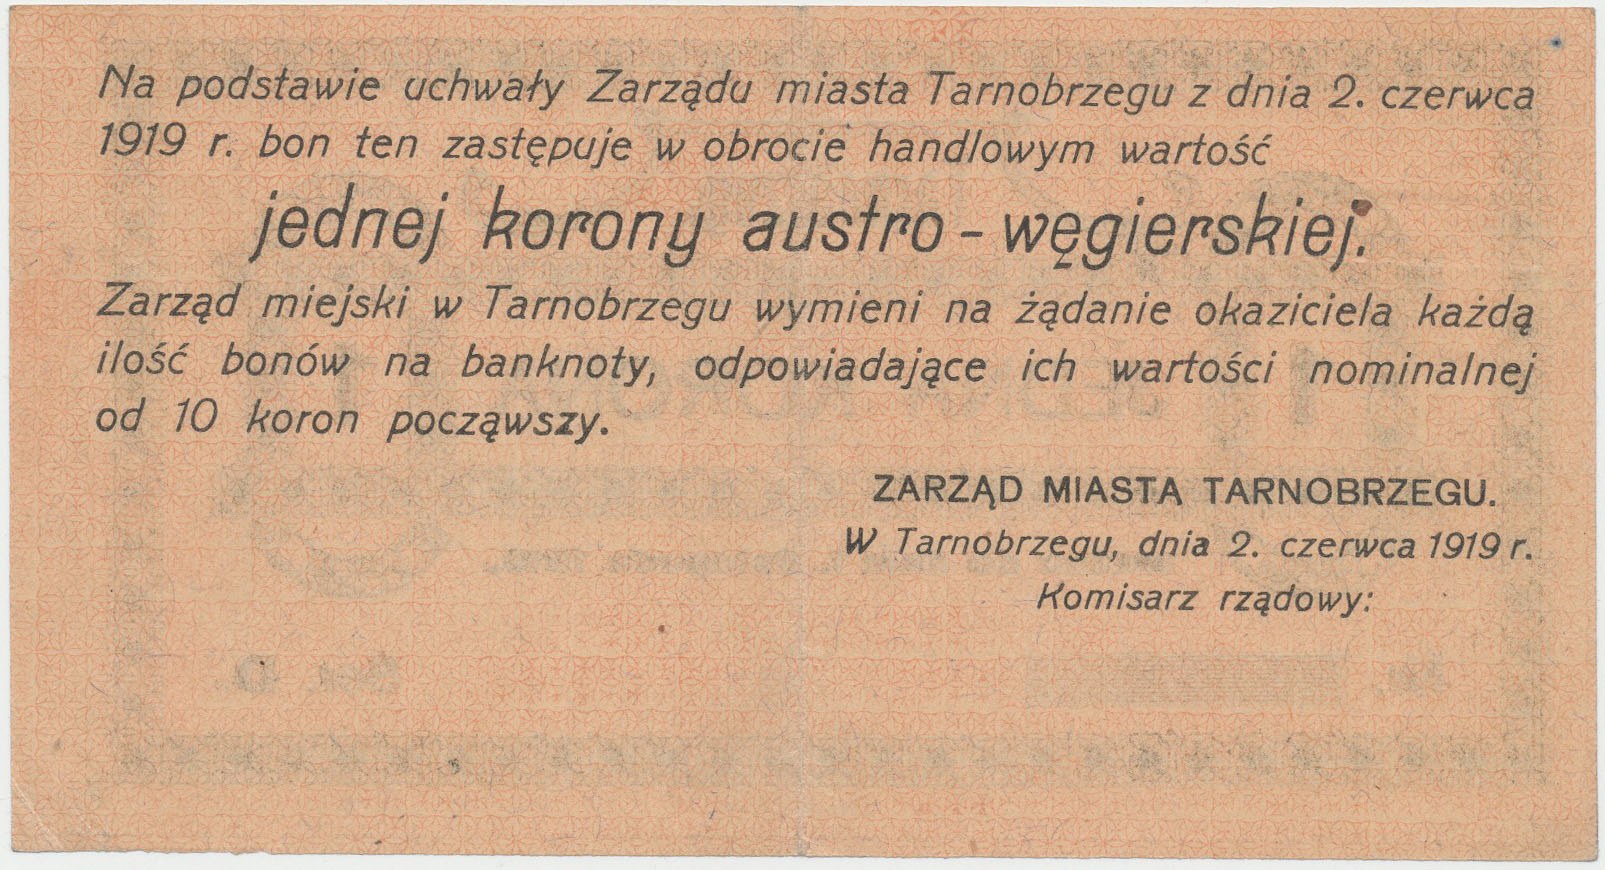 Na podstawie uchwały Zarządu miasta Tarnobrzegu z dnia 2. czerwca
1919 r. bon ten zastępuje w obrocie handlowym wartość
jednej korony austro-węgierskiej.
Zarząd miejski w Tarnobrzegu wymieni na żądanie okaziciela każdą
ilość bonów na banknoty, odpowiadające ich wartości nominalnej
od 10 koron począwszy.
ZARZĄD MIASTA TARNOBRZEGU.
W Tarnobrzegu, dnia 2. czerwca 1919 r.
Komisarz rządowy: